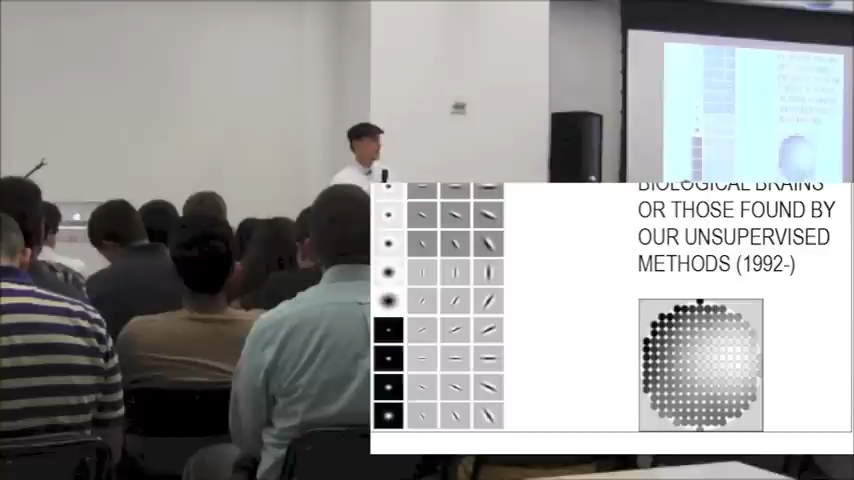 BIOLOGICAL BRAINS
OR THOSE FOUND BY
OUR UNSUPERVISED
METHODS (1992-)